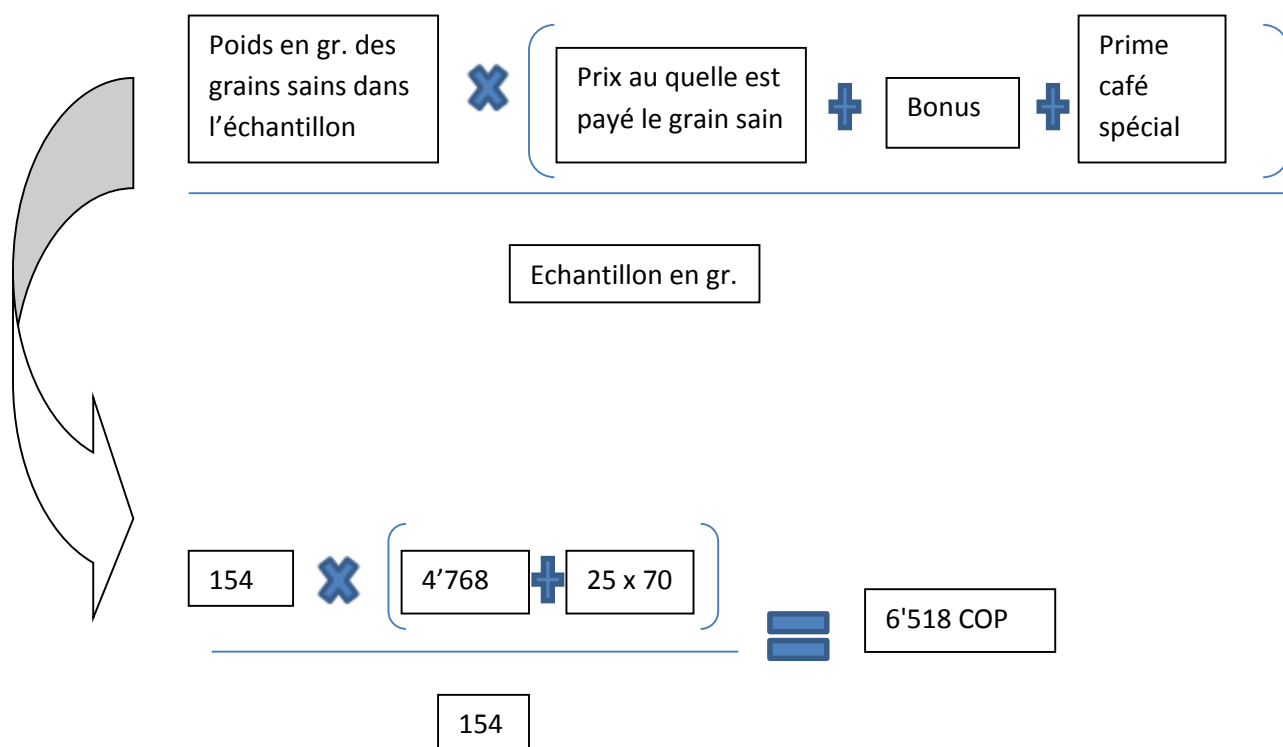 Poids en gr. des
grains sains dans
l’échantillon
Prix au quelle est
payé le grain sain
Bonus
Prime
café
spécial
Echantillon en gr.
154
4’768
25 x 70
6'518 COP
154